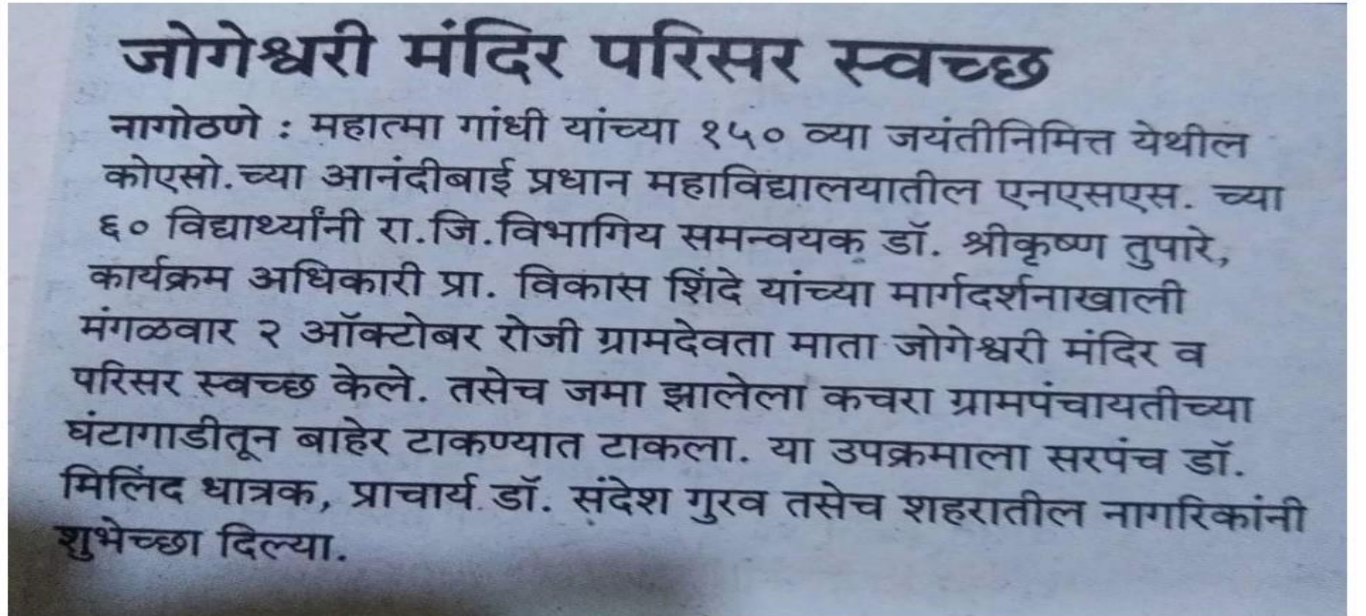 जोगेश्वरी मंदिर परिसर स्वच्छ
नागोठणे : महात्मा गांधी यांच्या १५० व्या जयंतीनिमित्त येथील
कोएसो.च्या आनंदीबाई प्रधान महाविद्यालयातील एनएसएस. च्या
६० विद्यार्थ्यांनी रा.जि.विभागिय समन्वयक डॉ. श्रीकृष्ण तुपारे,
कार्यक्रम अधिकारी प्रा. विकास शिंदे यांच्या मार्गदर्शनाखाली
मंगळवार २ ऑक्टोबर रोजी ग्रामदेवता माता जोगेश्वरी मंदिर व
परिसर स्वच्छ केले. तसेच जमा झालेला कचरा ग्रामपंचायतीच्या
घंटागाडीतून बाहेर टाकण्यात टाकला. या उपक्रमाला सरपंच डॉ.
मिलिंद धात्रक, प्राचार्य डॉ. संदेश गुरव तसेच शहरातील नागरिकांनी
शुभेच्छा दिल्या.